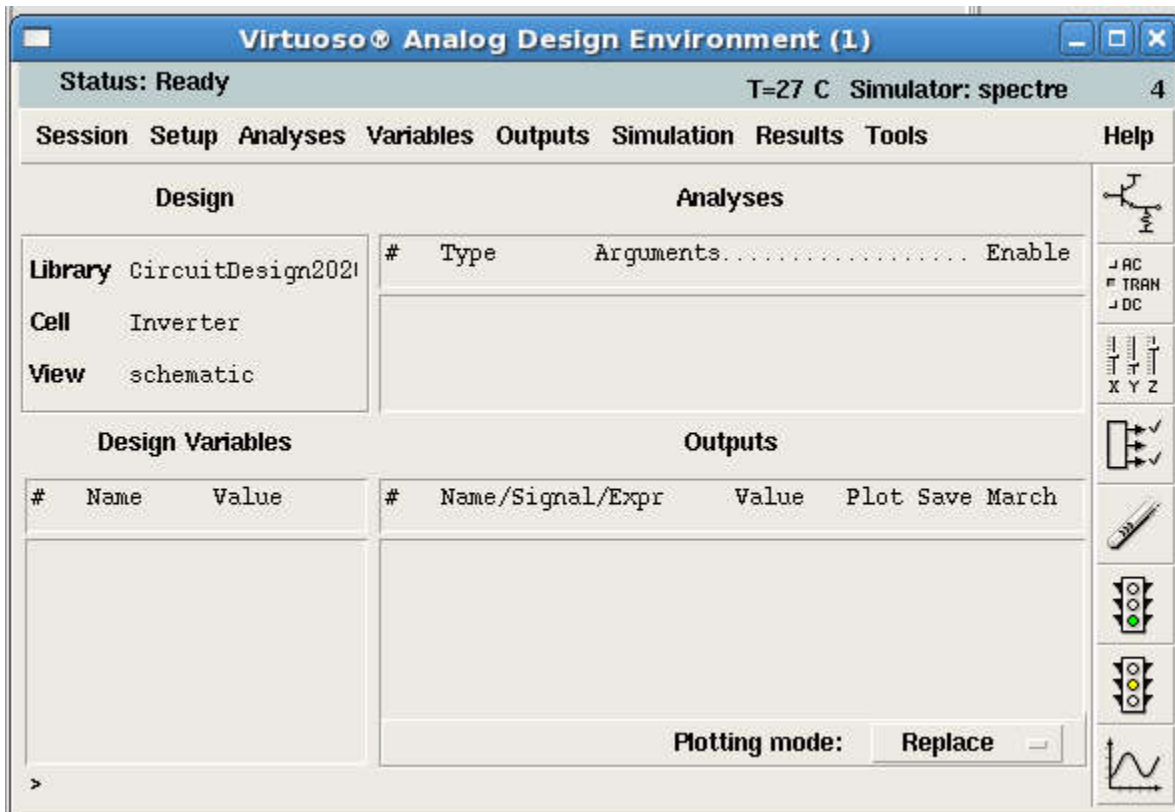 Virtuoso® Analog Design Environment (1)
Status: Ready T=27 C Simulator: spectre 4
Session Setup Analyses Variables Outputs Simulation Results Tools Help
Design Analyses
# Type Arguments.................. Enable
Library CircuitDesign202
Cell Inverter
View schematic
AC
TRAN
DC
X Y Z
Design Variables Outputs
# Name Value # Name/Signal/Expr Value Plot Save March
Plotting mode: Replace
>